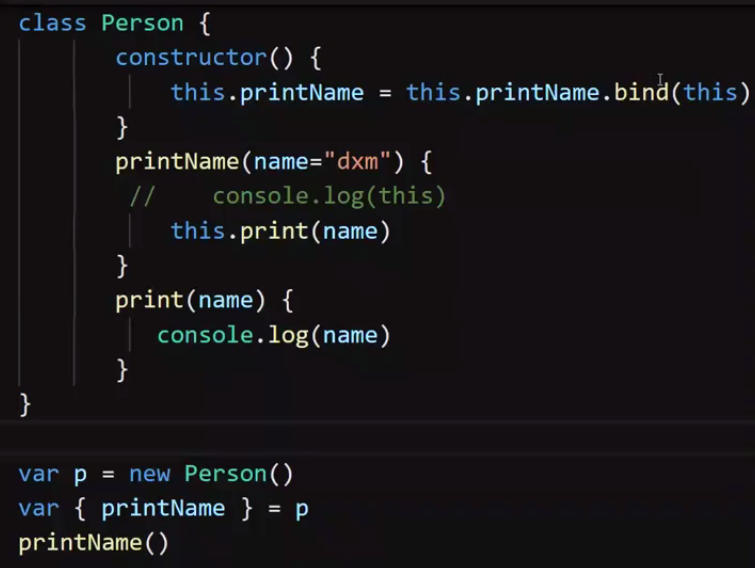 class Person {
constructor() {
this.printName = this.printName.bind(this)
}
printName(name="dxm") {
// console.log(this)
this.print(name)
}
print(name) {
console.log(name)
}
}
var p = new Person()
var { printName } = p
printName()